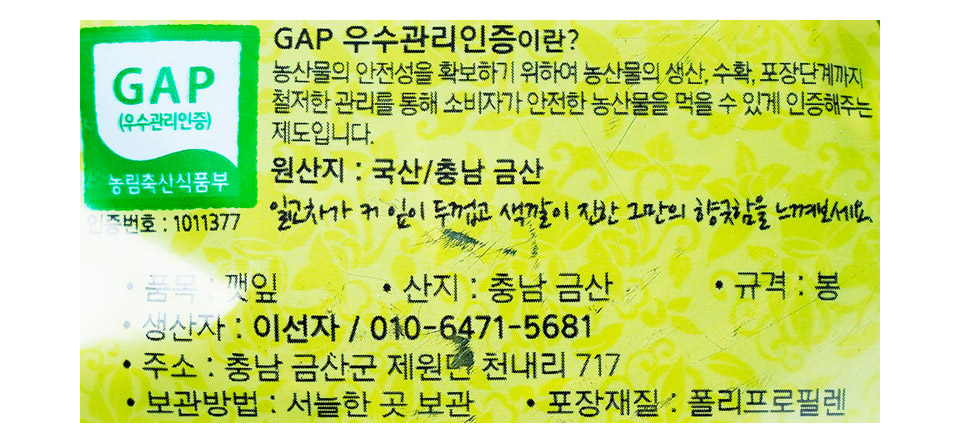 GAP
(우수관리인증)
농림축산식품부
인증번호 : 1011377
GAP 우수관리인증이란?
농산물의 안전성을 확보하기 위하여 농산물의 생산, 수확, 포장단계까지
철저한 관리를 통해 소비자가 안전한 농산물을 먹을 수 있게 인증해주는
제도입니다.
원산지 : 국산/충남 금산
일교차가 커 잎이 두껍고 색깔이 진한 그만의 향긋함을 느껴보세요.
• 품목 : 깻잎 • 산지 : 충남 금산 • 규격 : 봉
• 생산자 : 이선자 / 010-6471-5681
• 주소 : 충남 금산군 제원면 천내리 717
• 보관방법 : 서늘한 곳 보관 • 포장재질 : 폴리프로필렌